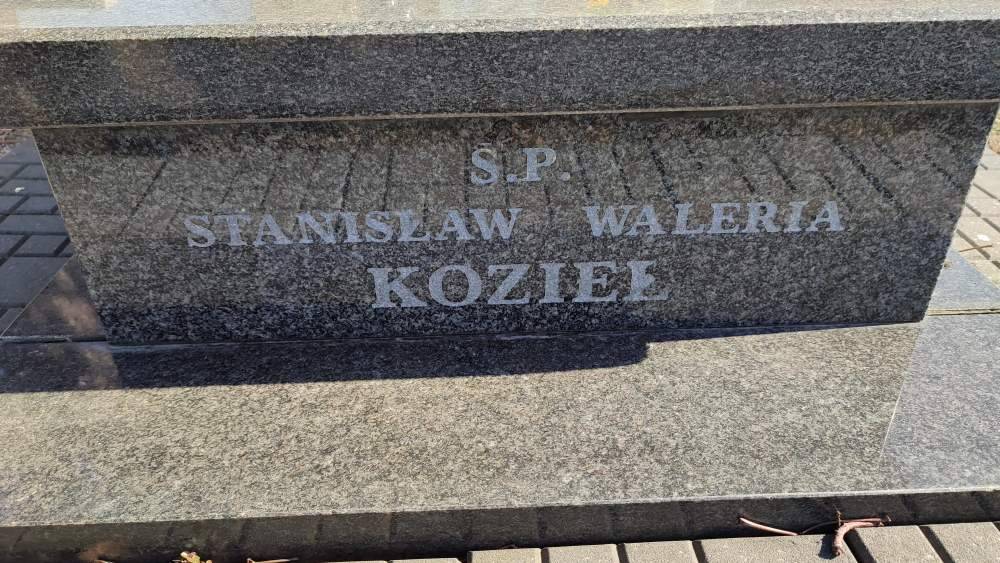 Ś.P.
STANISŁAW WALERIA
KOZIEŁ